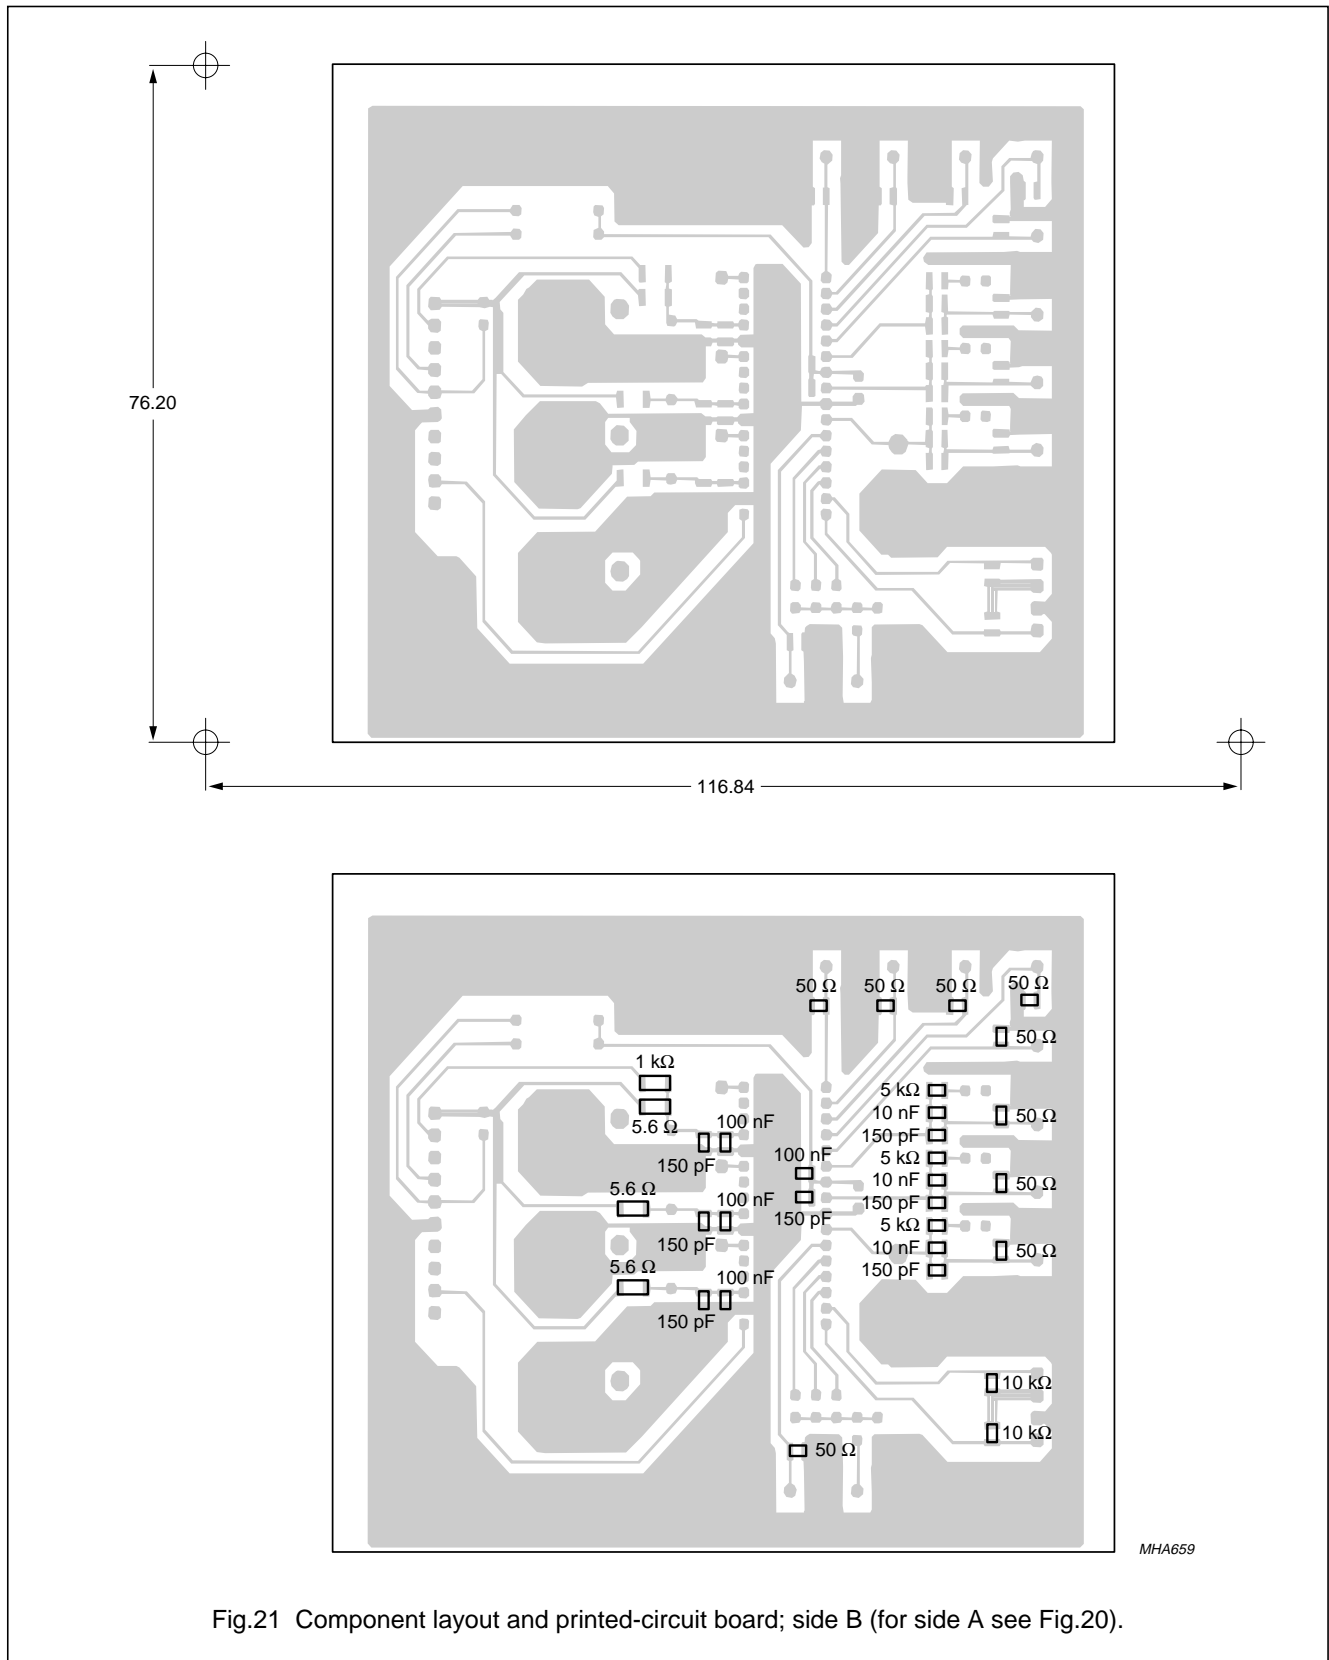 76.20
116.84
50 Ω 50 Ω 50 Ω 50 Ω
50 Ω
1 kΩ
5 kΩ
5.6 Ω
10 nF
50 Ω
100 nF
150 pF
100 nF
5 kΩ
150 pF
10 nF
50 Ω
5.6 Ω
100 nF
150 pF
150 pF
5 kΩ
150 pF
10 nF
50 Ω
5.6 Ω
150 pF
100 nF
150 pF
10 kΩ
10 kΩ
50 Ω
MHA659
Fig.21 Component layout and printed-circuit board; side B (for side A see Fig.20).